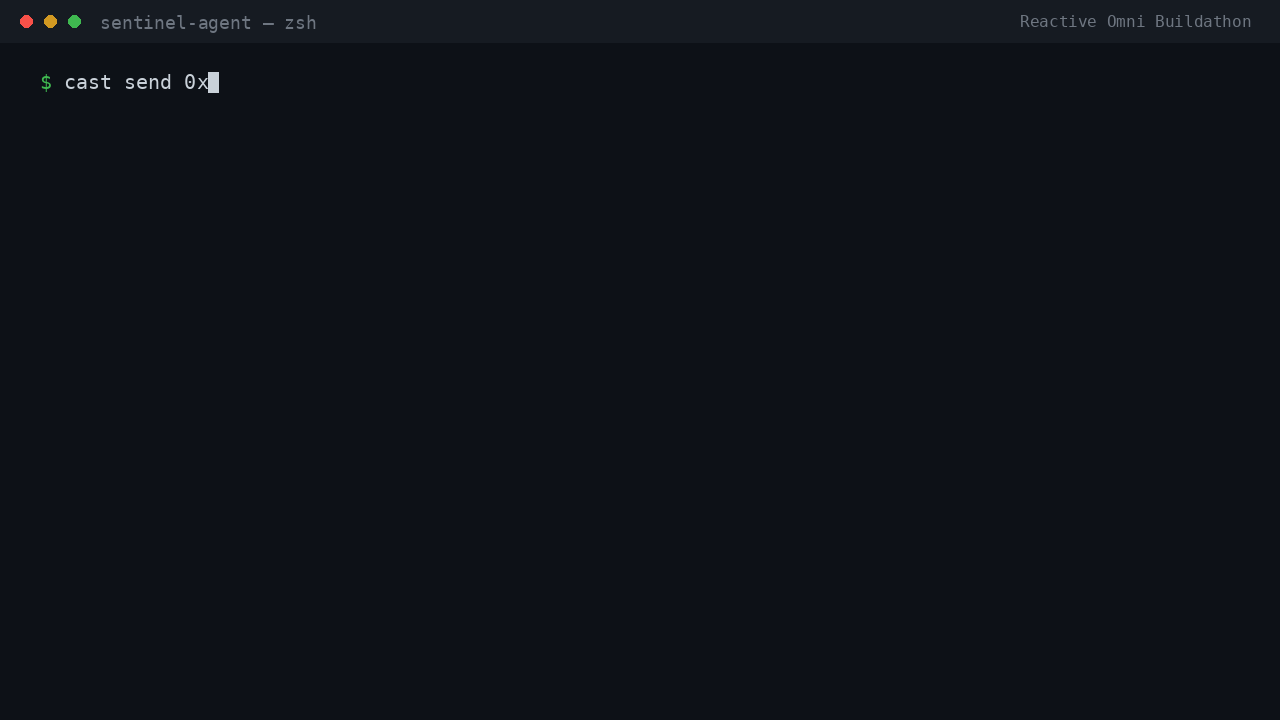 sentinel-agent — zsh
Reactive Omni Buildathon
$ cast send 0x